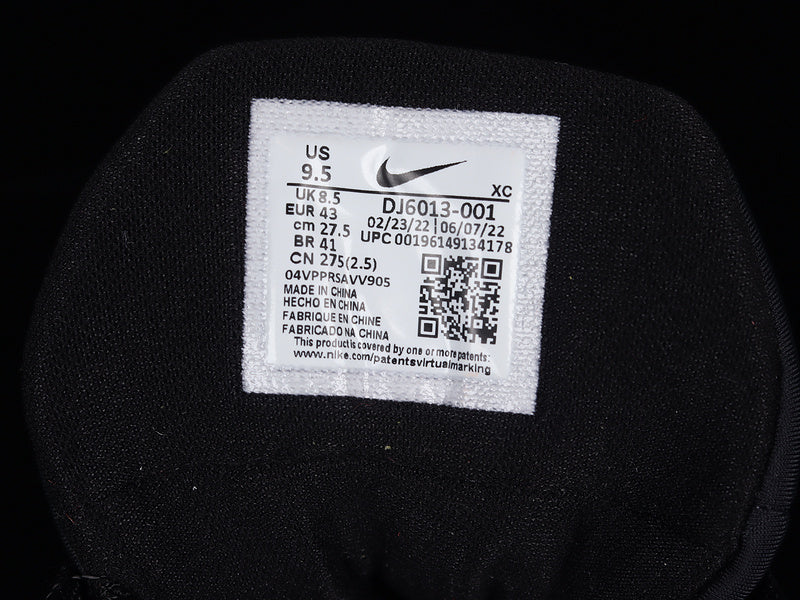 US
9.5
XC
UK 8.5
EUR 43
cm 27.5
BR 41
CN 275(2.5)
DJ6013-001
02/23/22 | 06/07/22
UPC 00196149134178
04VPPRSAVV905
MADE IN CHINA
HECHO EN CHINA
FABRIQUE EN CHINE
FABRICADO NA CHINA
This product is covered by one or more patents:
www.nike.com/patentsvirtualmarking